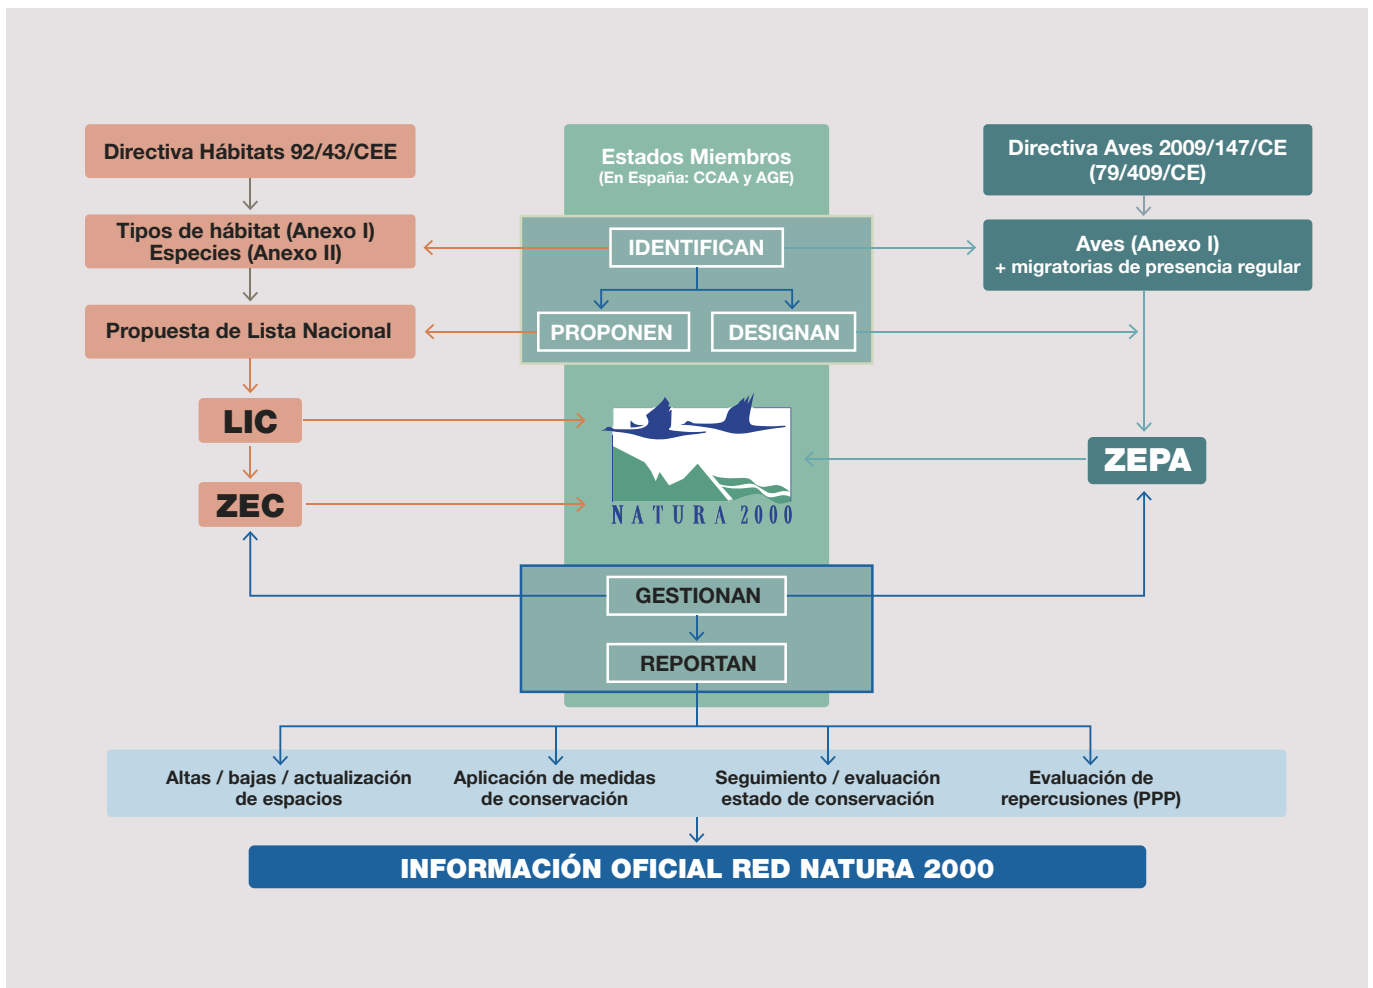 Directiva Hábitats 92/43/CEE
Tipos de hábitat (Anexo I)
Especies (Anexo II)
Propuesta de Lista Nacional
LIC
ZEC
Estados Miembros
(En España: CCAA y AGE)
IDENTIFICAN
PROPONEN
DESIGNAN
NATURA 2000
GESTIONAN
REPORTAN
Directiva Aves 2009/147/CE
(79/409/CE)
Aves (Anexo I)
+ migratorias de presencia regular
ZEPA
Altas / bajas / actualización
de espacios
Aplicación de medidas
de conservación
Seguimiento / evaluación
estado de conservación
Evaluación de
repercusiones (PPP)
INFORMACIÓN OFICIAL RED NATURA 2000